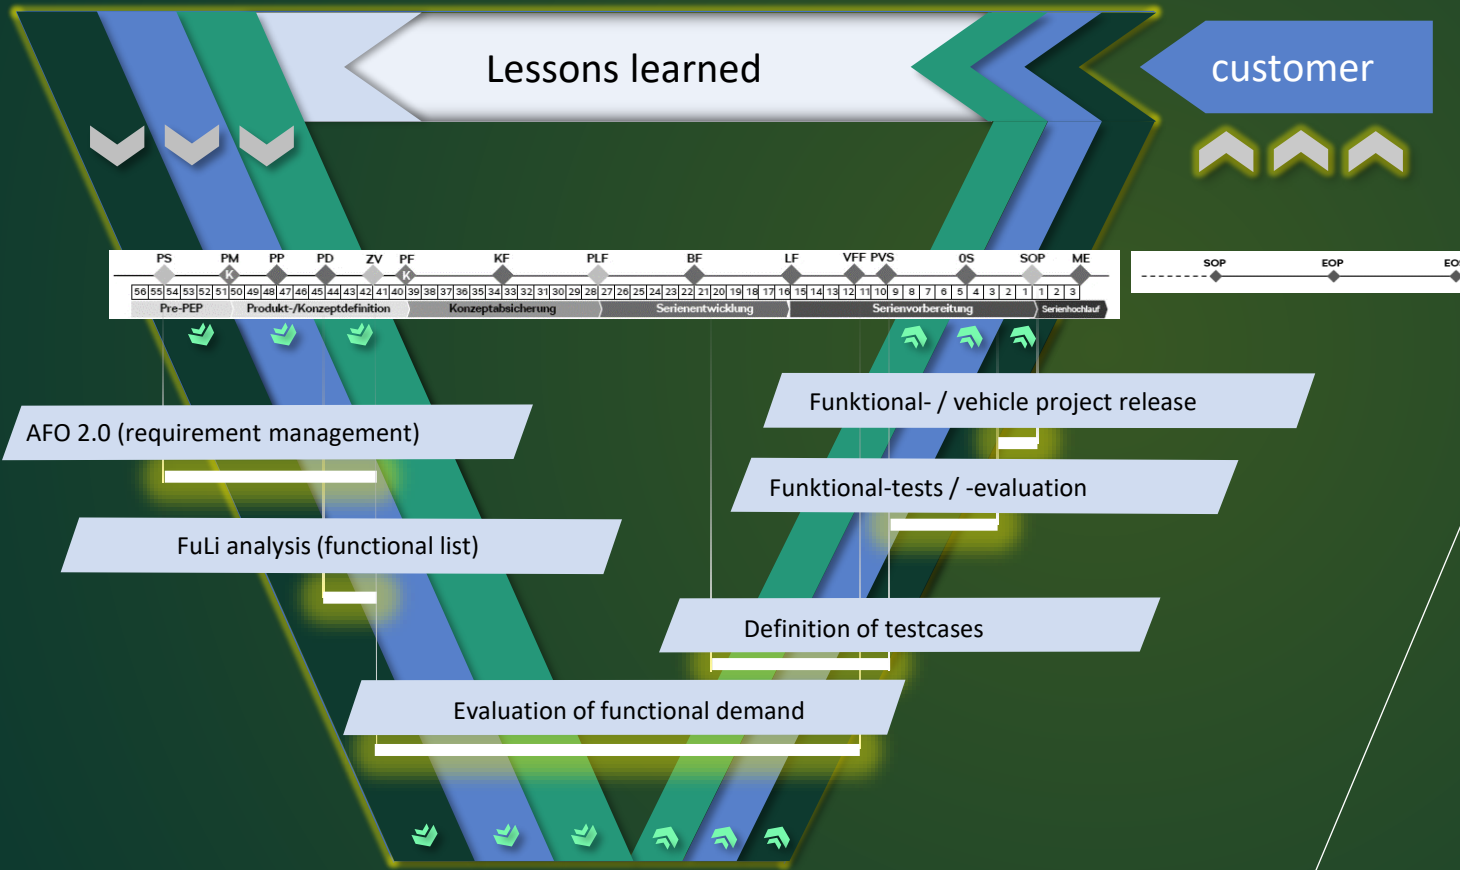 Lessons learned
customer
PS PM PP PD ZV PF KF PLF BF LF VFF PVS 0S SOP ME
K K
SOP EOP EO
56 55 54 53 52 51 50 49 48 47 46 45 44 43 42 41 40 39 38 37 36 35 34 33 32 31 30 29 28 27 26 25 24 23 22 21 20 19 18 17 16 15 14 13 12 11 10 9 8 7 6 5 4 3 2 1 1 2 3
Pre-PEP Produkt-/Konzeptdefinition Konzeptabsicherung Serienentwicklung Serienvorbereitung Serienhochlauf
Funktional- / vehicle project release
AFO 2.0 (requirement management)
Funktional-tests / -evaluation
FuLi analysis (functional list)
Definition of testcases
Evaluation of functional demand